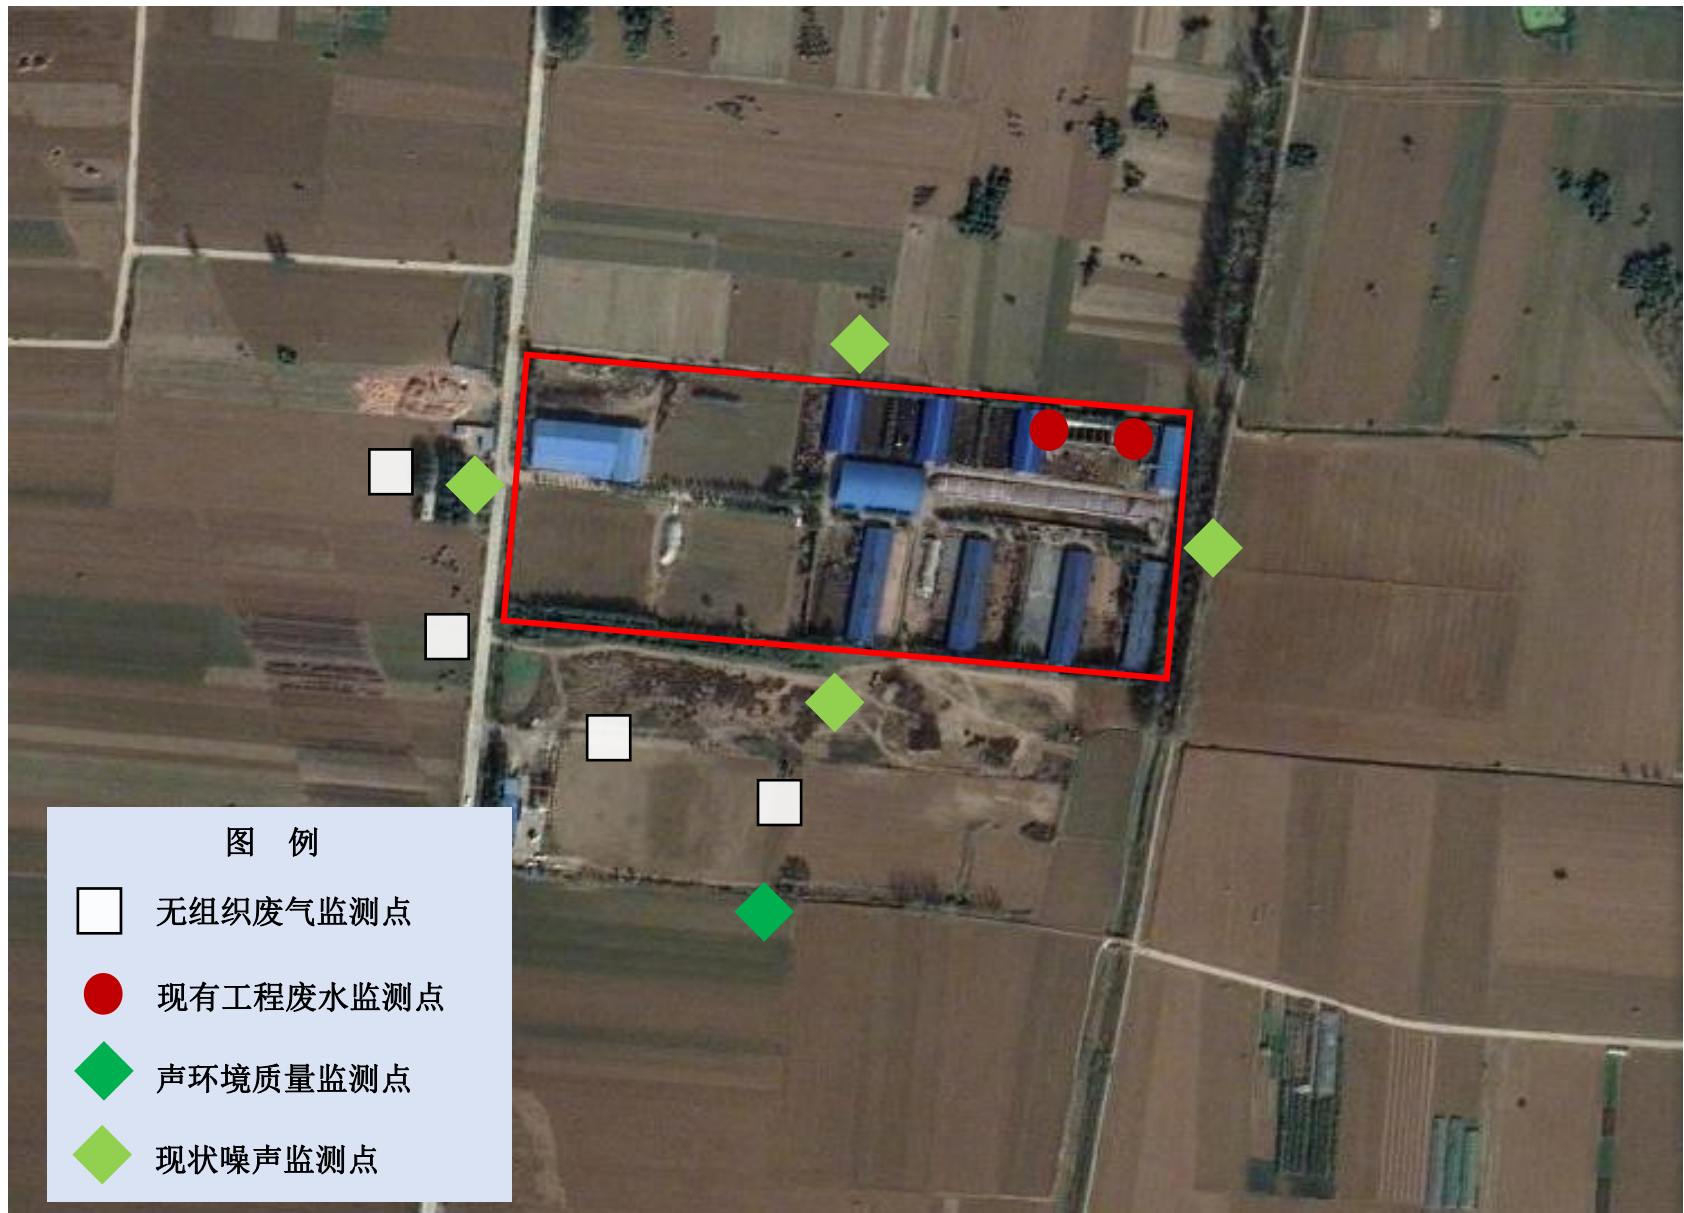 图 例
无组织废气监测点
现有工程废水监测点
声环境质量监测点
现状噪声监测点